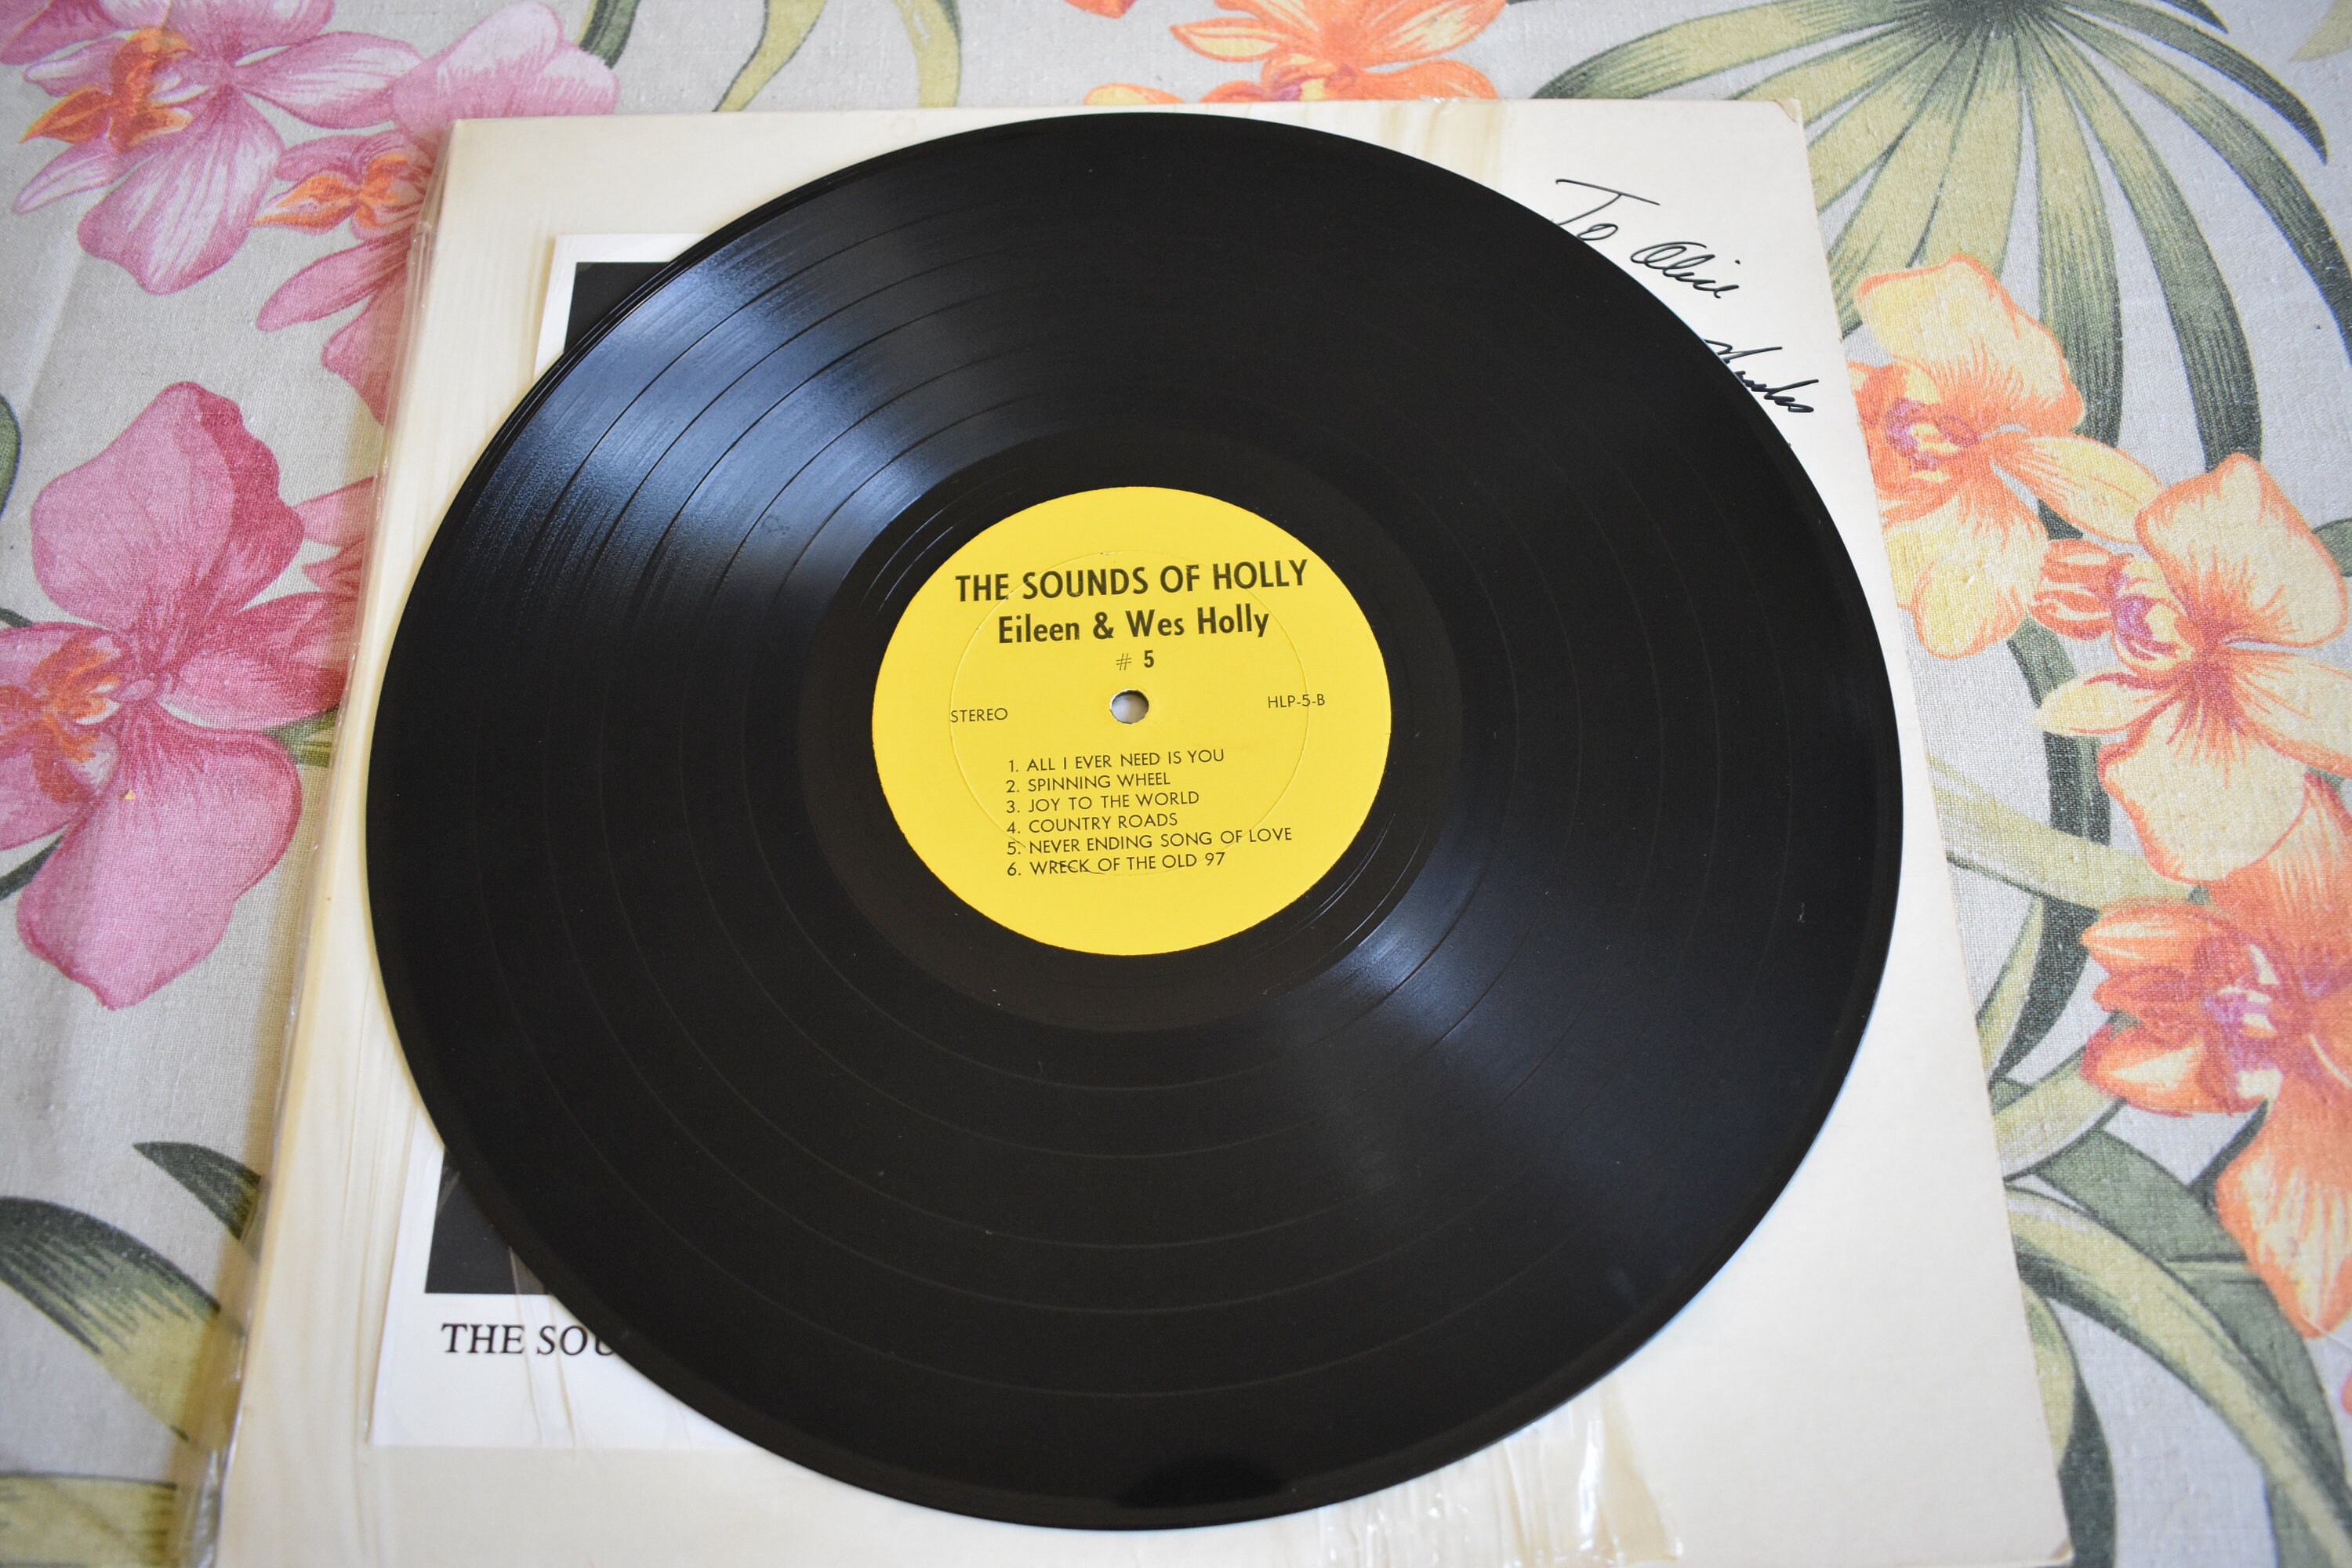 To Alice
Thanks
THE SOUNDS OF HOLLY
Eileen & Wes Holly
# 5
STEREO
HLP-5-B
1. ALL I EVER NEED IS YOU
2. SPINNING WHEEL
3. JOY TO THE WORLD
4. COUNTRY ROADS
5. NEVER ENDING SONG OF LOVE
6. WRECK OF THE OLD 97
THE SOU